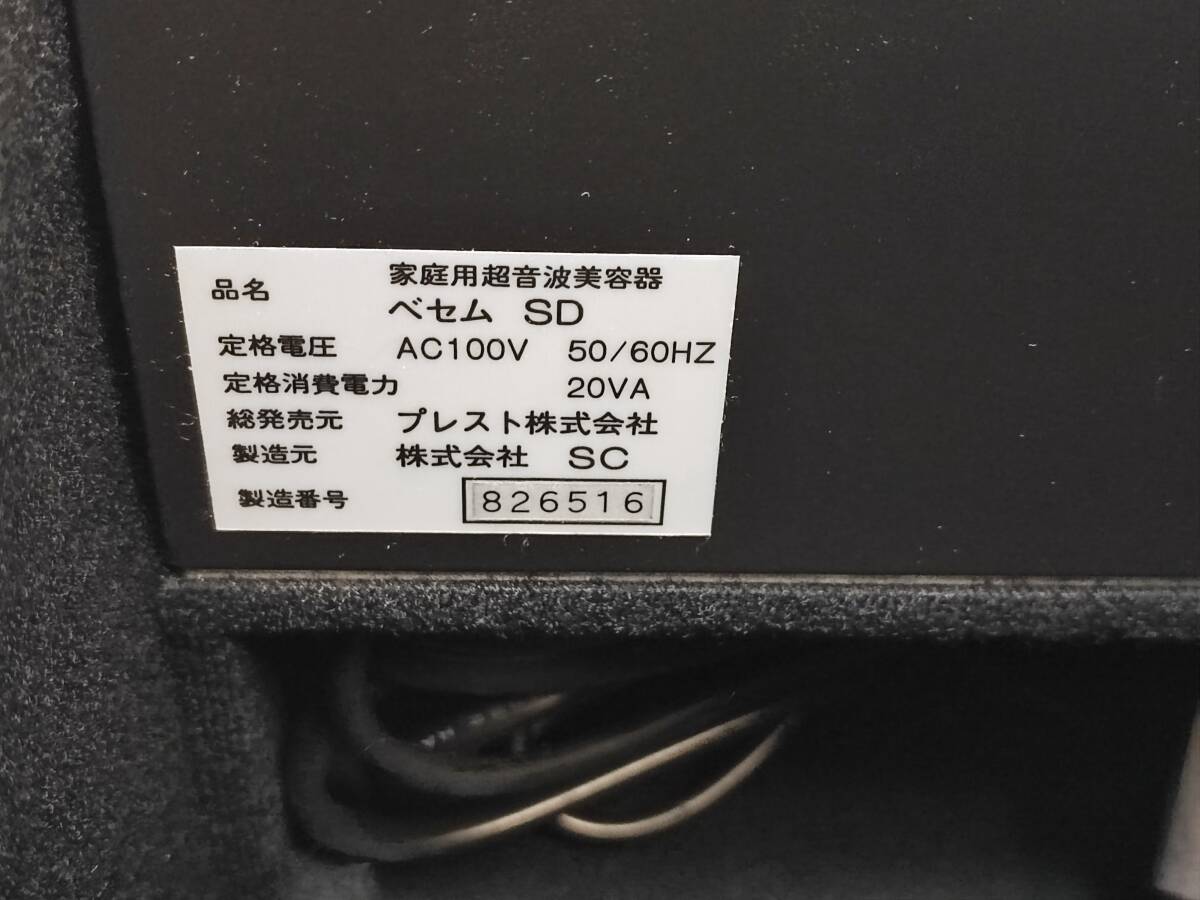 品名 家庭用超音波美容器
ベセム SD
定格電圧 AC100V 50/60HZ
定格消費電力 20VA
総発売元 プレスト株式会社
製造元 株式会社 SC
製造番号 826516